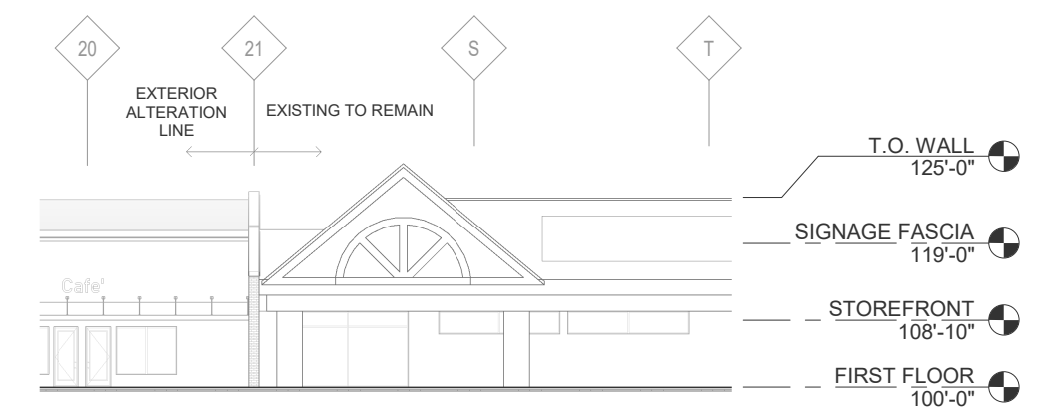 20
21
S
T
EXTERIOR
ALTERATION
LINE
EXISTING TO REMAIN
T.O. WALL
125'-0"
SIGNAGE FASCIA
119'-0"
Cafe'
STOREFRONT
108'-10"
FIRST FLOOR
100'-0"